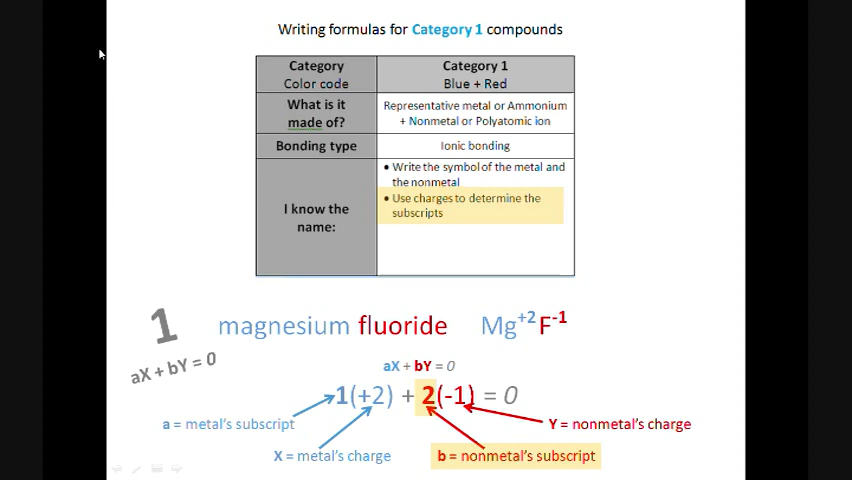 Writing formulas for Category 1 compounds
Category
Color code
Category 1
Blue + Red
What is it
made of?
Representative metal or Ammonium
+ Nonmetal or Polyatomic ion
Bonding type
Ionic bonding
I know the
name:
• Write the symbol of the metal and
the nonmetal
• Use charges to determine the
subscripts
1
aX + bY = 0
magnesium fluoride Mg+2F-1
aX + bY = 0
1(+2) + 2(-1) = 0
a = metal's subscript
Y = nonmetal's charge
X = metal's charge
b = nonmetal's subscript